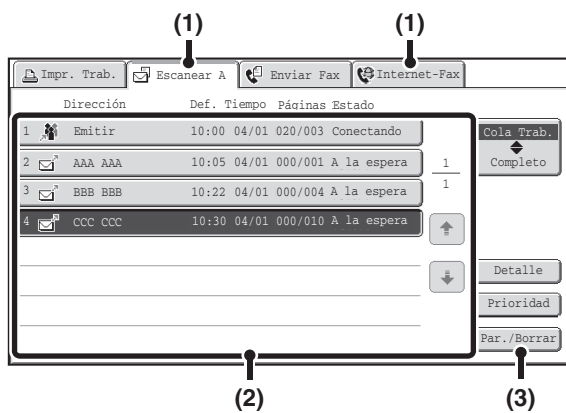 (1) (1)
Impr. Trab. Escanear A Enviar Fax Internet-Fax
Dirección Def. Tiempo Páginas Estado
1 Emitir 10:00 04/01 020/003 Conectando
2 AAA AAA 10:05 04/01 000/001 A la espera
3 BBB BBB 10:22 04/01 000/004 A la espera
4 CCC CCC 10:30 04/01 000/010 A la espera
1
1
Cola Trab.
Completo
Detalle
Prioridad
Par./Borrar
(2) (3)